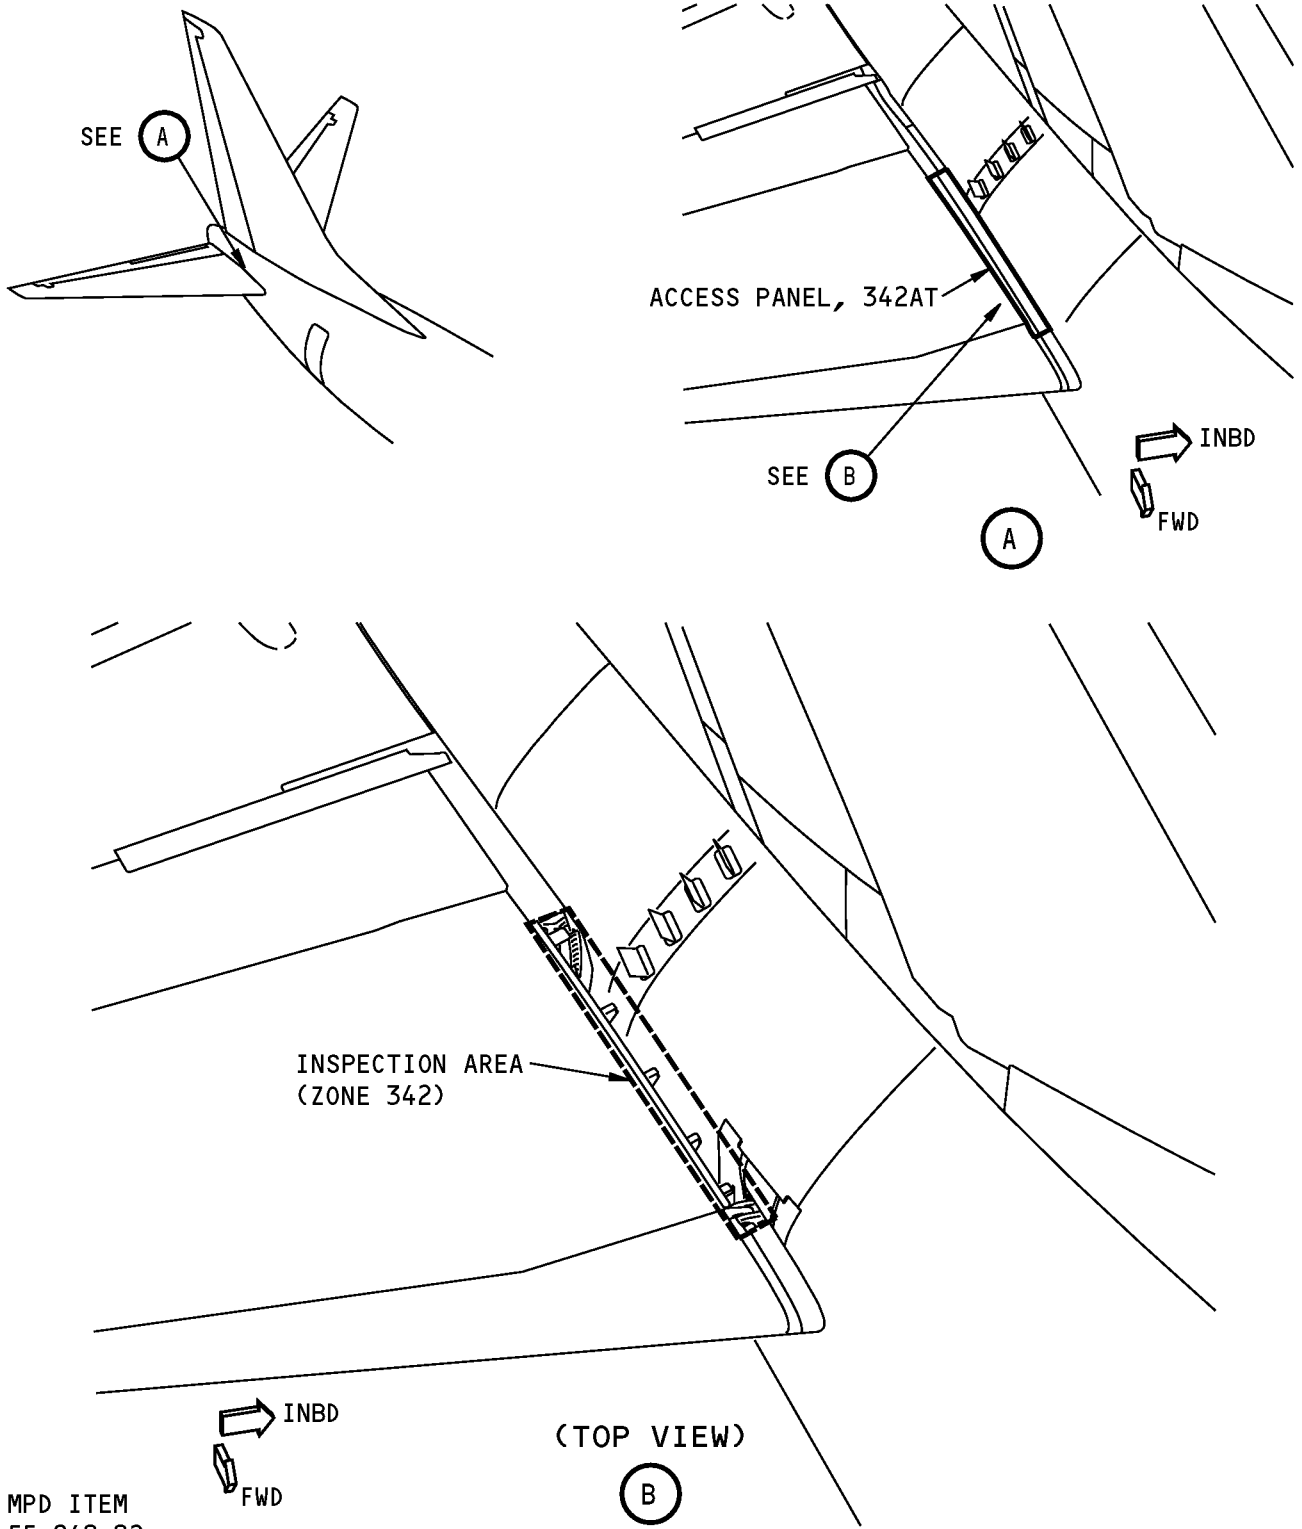 SEE A
ACCESS PANEL, 342AT
SEE B
INBD
FWD
A
INSPECTION AREA
(ZONE 342)
INBD
FWD
(TOP VIEW)
B
MPD ITEM